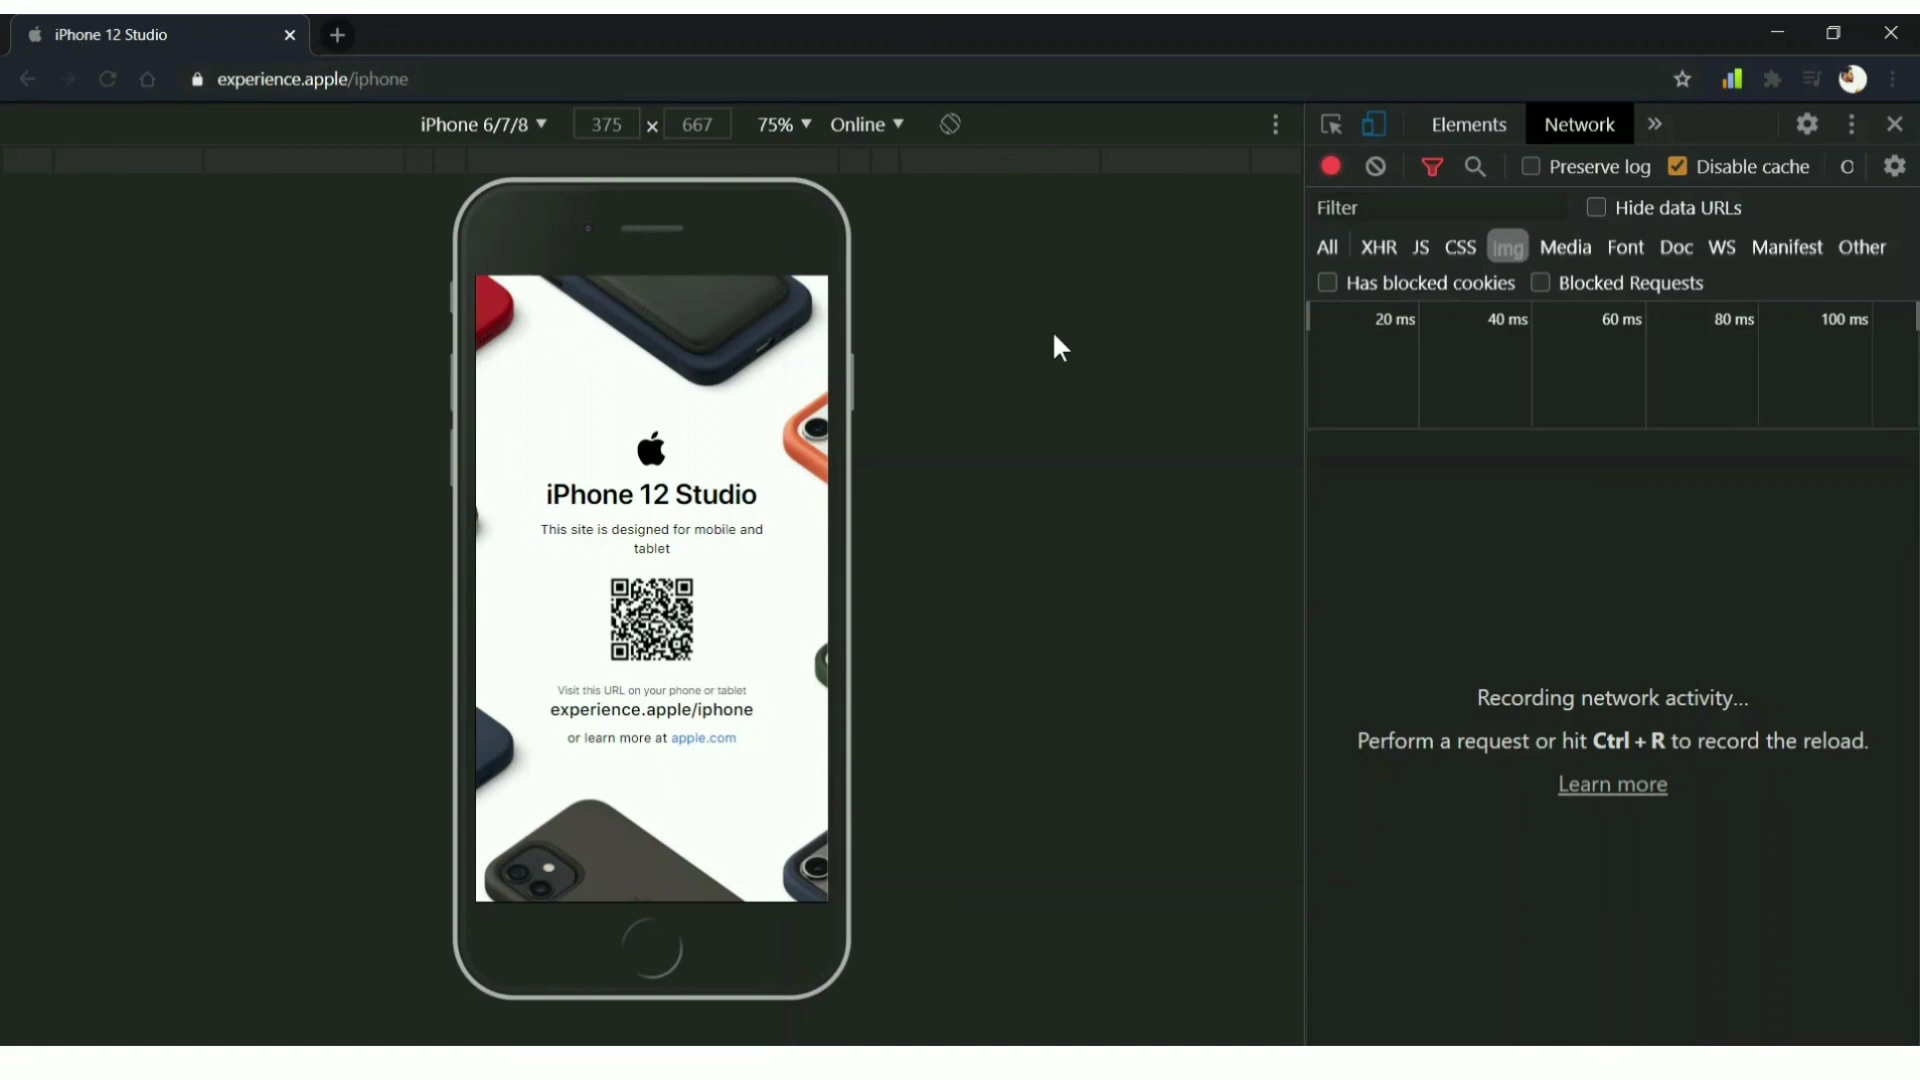 iPhone 12 Studio
experience.apple/iphone
iPhone 6/7/8 ▼ 375 x 667 75% ▼ Online ▼
Elements Network »
Preserve log Disable cache
Filter Hide data URLs
All XHR JS CSS Img Media Font Doc WS Manifest Other
Has blocked cookies Blocked Requests
20 ms 40 ms 60 ms 80 ms 100 ms
iPhone 12 Studio
This site is designed for mobile and
tablet
Visit this URL on your phone or tablet
experience.apple/iphone
or learn more at apple.com
Recording network activity...
Perform a request or hit Ctrl + R to record the reload.
Learn more